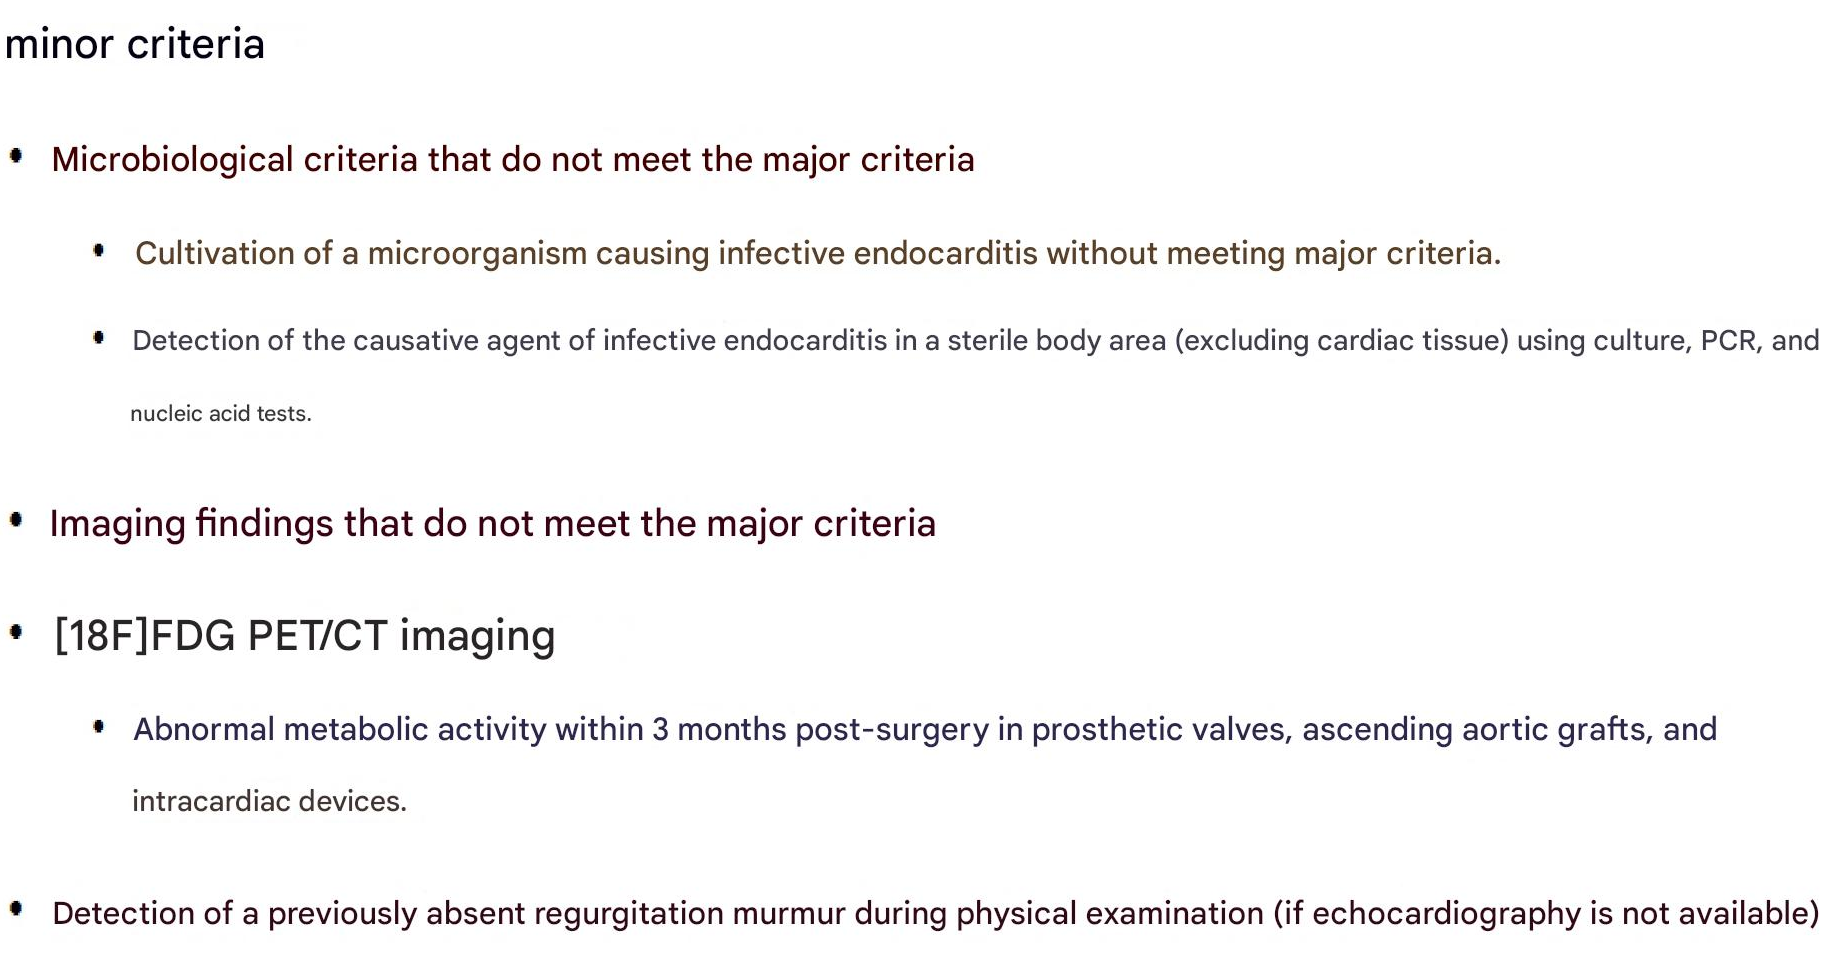 minor criteria
• Microbiological criteria that do not meet the major criteria
• Cultivation of a microorganism causing infective endocarditis without meeting major criteria.
• Detection of the causative agent of infective endocarditis in a sterile body area (excluding cardiac tissue) using culture, PCR, and
nucleic acid tests.
• Imaging findings that do not meet the major criteria
• [18F]FDG PET/CT imaging
• Abnormal metabolic activity within 3 months post-surgery in prosthetic valves, ascending aortic grafts, and
intracardiac devices.
• Detection of a previously absent regurgitation murmur during physical examination (if echocardiography is not available)